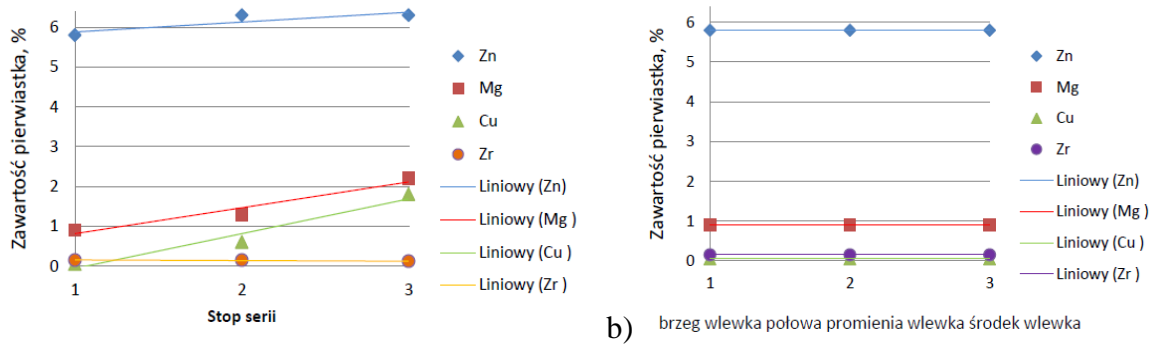 Zawartość pierwiastka, %
6
5
4
3
2
1
0
1 2 3
Stop serii
Zn
Mg
Cu
Zr
Liniowy (Zn)
Liniowy (Mg )
Liniowy (Cu )
Liniowy (Zr )
b)
Zawartość pierwiastka, %
6
5
4
3
2
1
0
1 2 3
brzeg wlewka połowa promienia wlewka środek wlewka
Zn
Mg
Cu
Zr
Liniowy (Zn)
Liniowy (Mg )
Liniowy (Cu )
Liniowy (Zr )